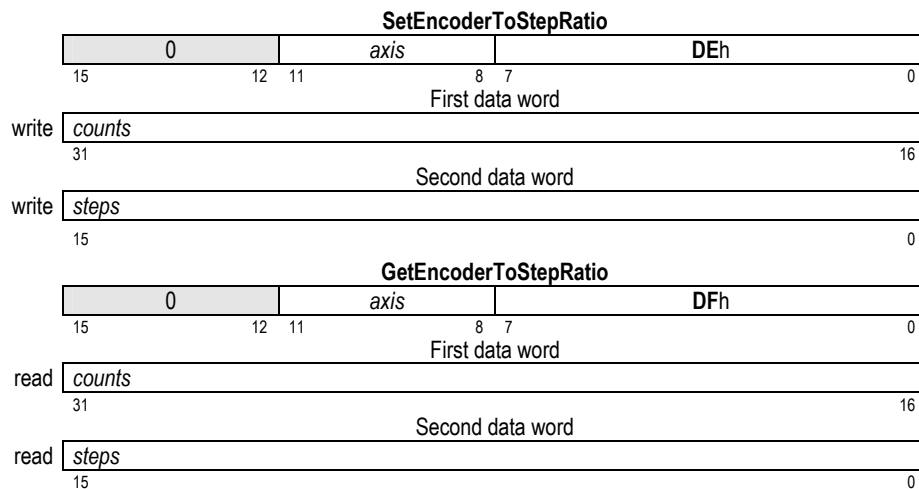 SetEncoderToStepRatio
0 axis DEh
15 12 11 8 7 0
First data word
write counts
31 16
Second data word
write steps
15 0
GetEncoderToStepRatio
0 axis DFh
15 12 11 8 7 0
First data word
read counts
31 16
Second data word
read steps
15 0